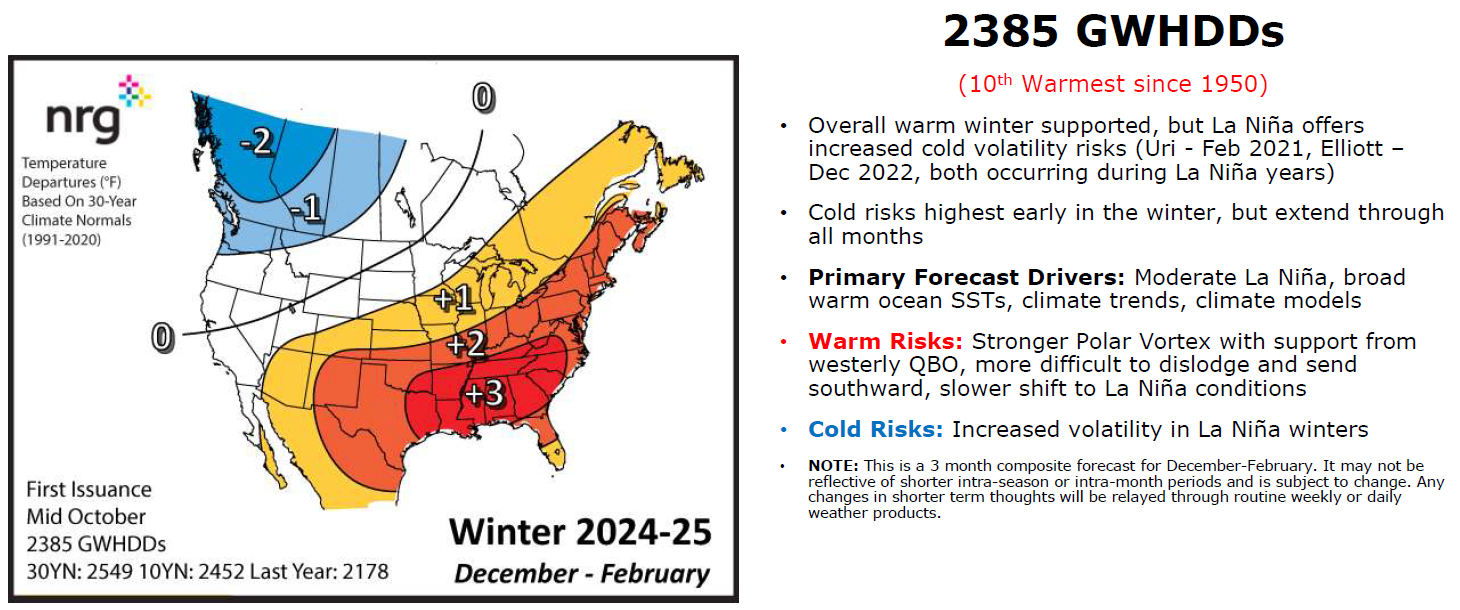 nrg
Temperature
Departures (°F)
Based On 30-Year
Climate Normals
(1991-2020)
0
-2
-1
0
+1
+2
+3
First Issuance
Mid October
2385 GWHDDs
30YN: 2549 10YN: 2452 Last Year: 2178
Winter 2024-25
December - February
2385 GWHDDs
(10th Warmest since 1950)
• Overall warm winter supported, but La Niña offers
increased cold volatility risks (Uri - Feb 2021, Elliott –
Dec 2022, both occurring during La Niña years)
• Cold risks highest early in the winter, but extend through
all months
• Primary Forecast Drivers: Moderate La Niña, broad
warm ocean SSTs, climate trends, climate models
• Warm Risks: Stronger Polar Vortex with support from
westerly QBO, more difficult to dislodge and send
southward, slower shift to La Niña conditions
• Cold Risks: Increased volatility in La Niña winters
• NOTE: This is a 3 month composite forecast for December-February. It may not be
reflective of shorter intra-season or intra-month periods and is subject to change. Any
changes in shorter term thoughts will be relayed through routine weekly or daily
weather products.